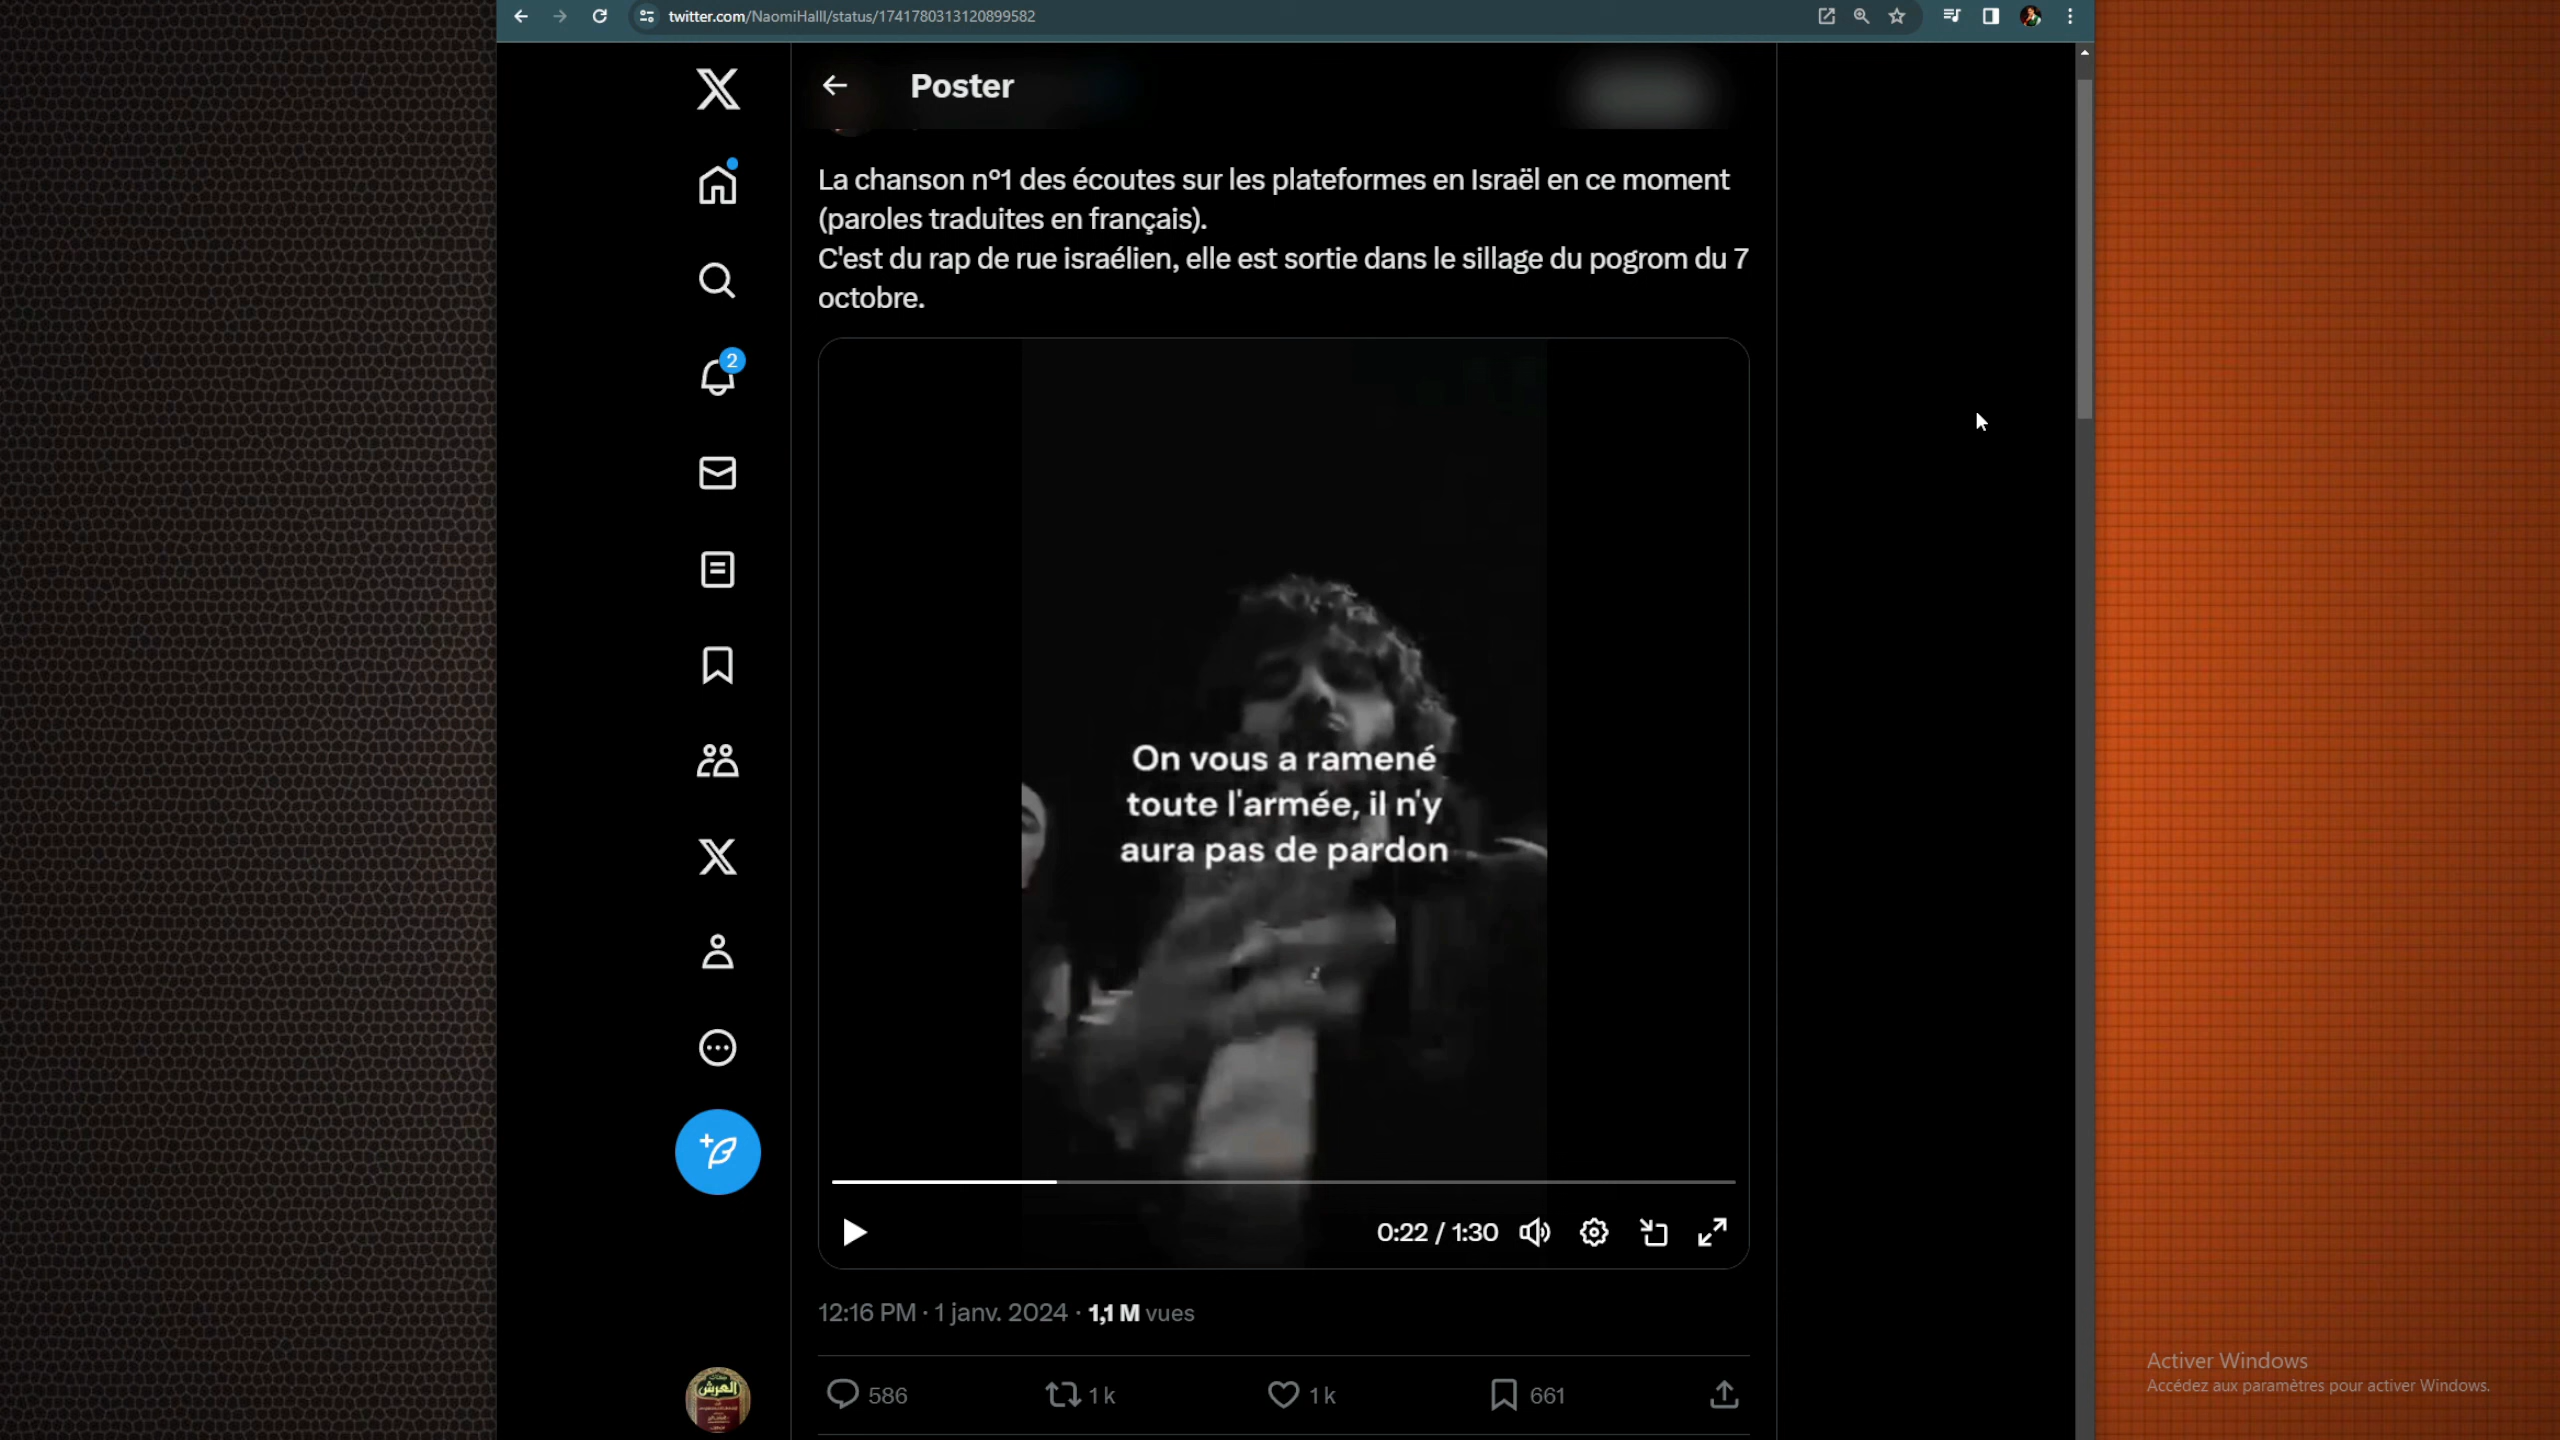 twitter.com/NaomiHalll/status/1741780313120899582
Poster
La chanson n°1 des écoutes sur les plateformes en Israël en ce moment
(paroles traduites en français).
C'est du rap de rue israélien, elle est sortie dans le sillage du pogrom du 7
octobre.
2
On vous a ramené
toute l'armée, il n'y
aura pas de pardon
0:22 / 1:30
12:16 PM · 1 janv. 2024 · 1,1 M vues
586 1 k 1 k 661
العرش
Activer Windows
Accédez aux paramètres pour activer Windows.